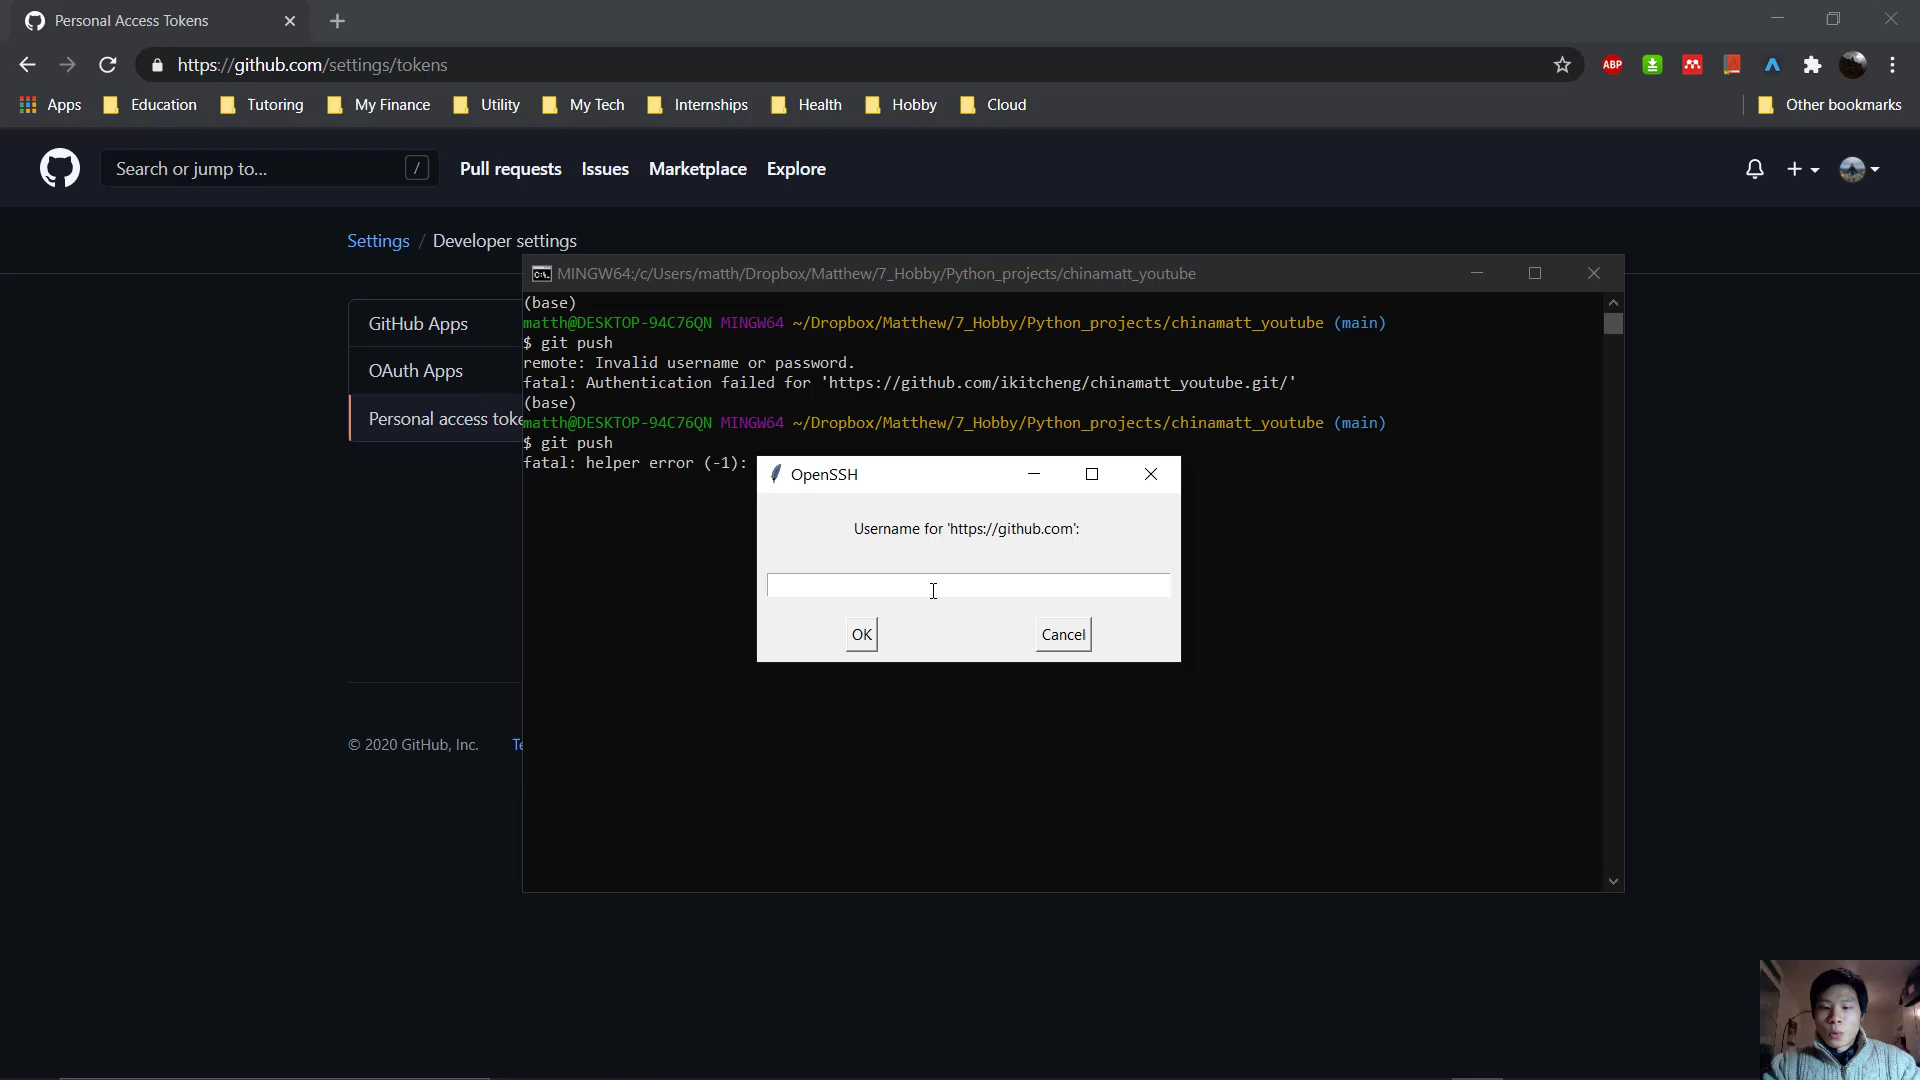 Personal Access Tokens
https://github.com/settings/tokens
ABP
Apps Education Tutoring My Finance Utility My Tech Internships Health Hobby Cloud Other bookmarks
Search or jump to... / Pull requests Issues Marketplace Explore
Settings / Developer settings
GitHub Apps
OAuth Apps
Personal access toke
© 2020 GitHub, Inc. Te
MINGW64:/c/Users/matth/Dropbox/Matthew/7_Hobby/Python_projects/chinamatt_youtube
(base)
matth@DESKTOP-94C76QN MINGW64 ~/Dropbox/Matthew/7_Hobby/Python_projects/chinamatt_youtube (main)
$ git push
remote: Invalid username or password.
fatal: Authentication failed for 'https://github.com/ikitcheng/chinamatt_youtube.git/'
(base)
matth@DESKTOP-94C76QN MINGW64 ~/Dropbox/Matthew/7_Hobby/Python_projects/chinamatt_youtube (main)
$ git push
fatal: helper error (-1):
OpenSSH
Username for 'https://github.com':
OK Cancel